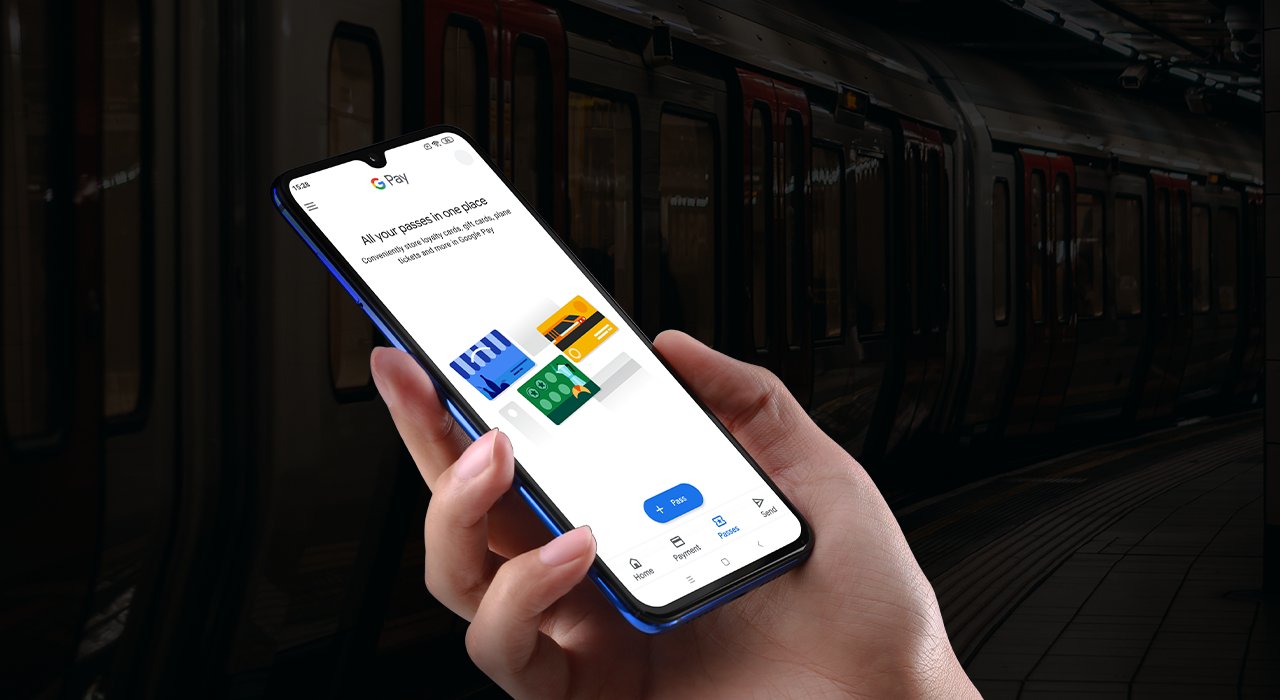 15:26
G Pay
All your passes in one place
Conveniently store loyalty cards, gift cards, plane
tickets and more in Google Pay
+ Pass
Home
Payment
Passes
Send